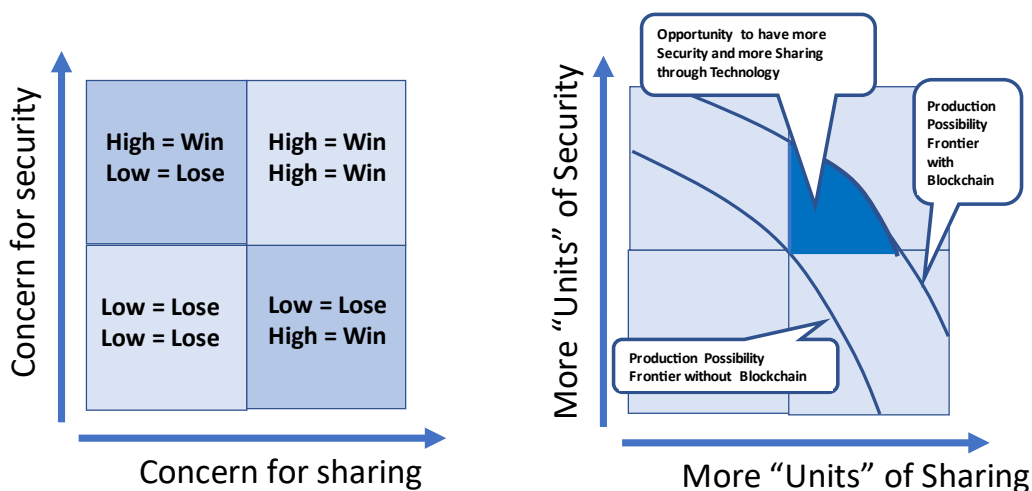 Concern for security
High = Win
Low = Lose
High = Win
High = Win
Low = Lose
Low = Lose
Low = Lose
High = Win
Concern for sharing
More “Units” of Security
Opportunity to have more
Security and more Sharing
through Technology
Production
Possibility
Frontier
with
Blockchain
Production Possibility
Frontier without Blockchain
More “Units” of Sharing